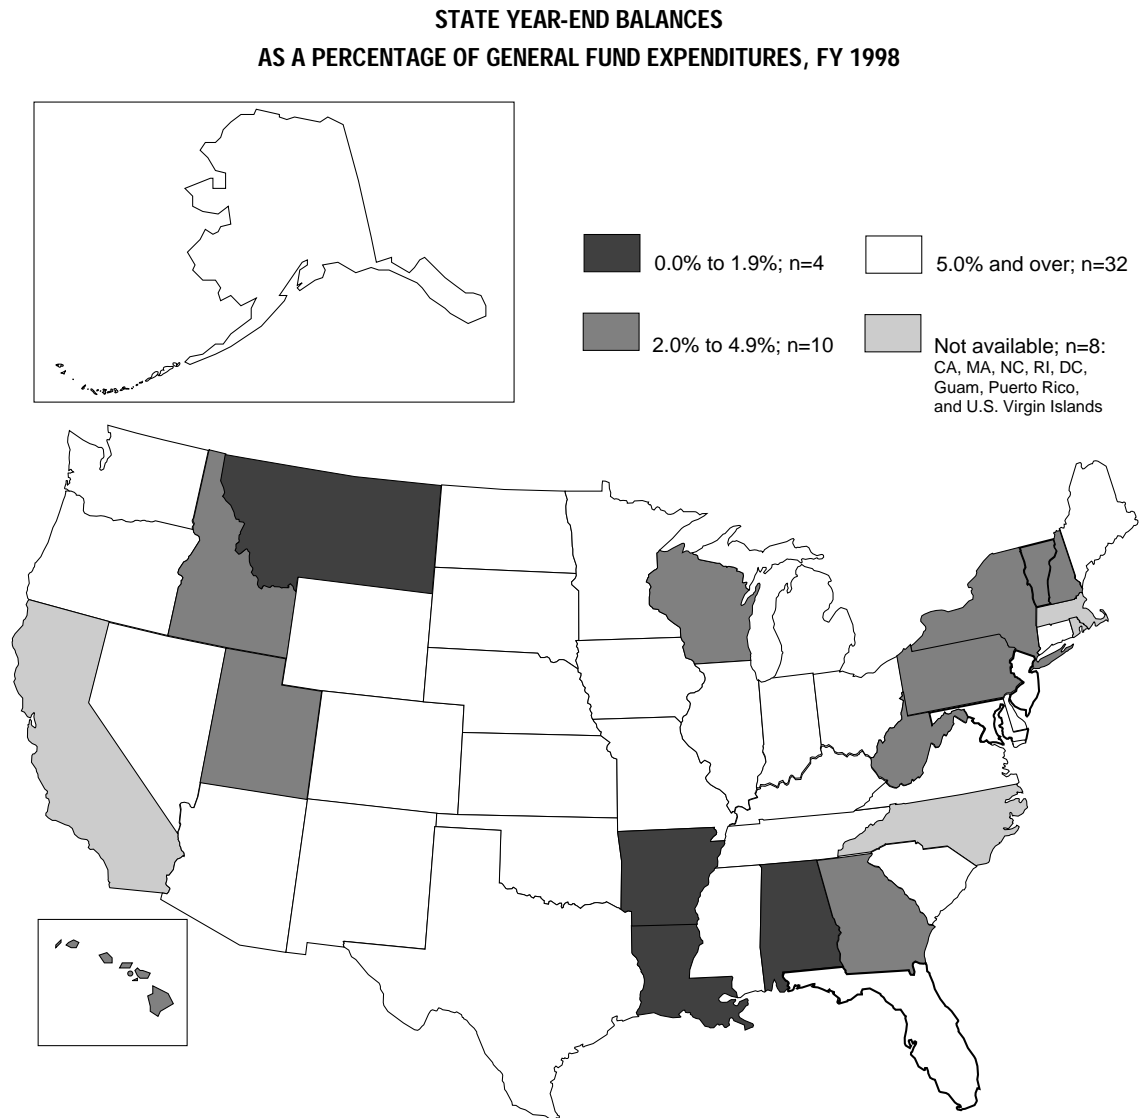 STATE YEAR-END BALANCES
AS A PERCENTAGE OF GENERAL FUND EXPENDITURES, FY 1998
0.0% to 1.9%; n=4
5.0% and over; n=32
2.0% to 4.9%; n=10
Not available; n=8:
CA, MA, NC, RI, DC,
Guam, Puerto Rico,
and U.S. Virgin Islands